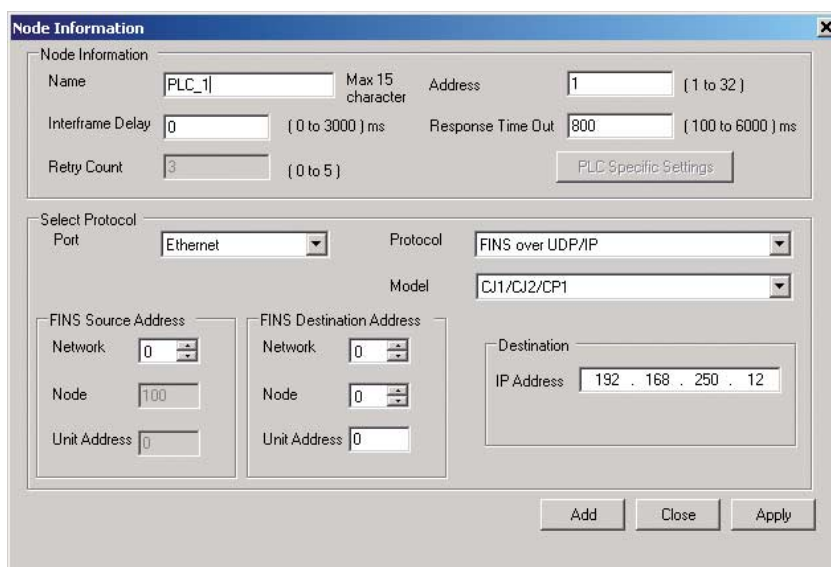 Node Information
Node Information
Name PLC_1 Max 15 character Address 1 ( 1 to 32 )
Interframe Delay 0 ( 0 to 3000 ) ms Response Time Out 800 ( 100 to 6000 ) ms
Retry Count 3 ( 0 to 5 ) PLC Specific Settings
Select Protocol
Port Ethernet Protocol FINS over UDP/IP
Model CJ1/CJ2/CP1
FINS Source Address FINS Destination Address
Destination
Network 0 Network 0
IP Address 192 . 168 . 250 . 12
Node 100 Node 0
Unit Address 0 Unit Address 0
Add Close Apply